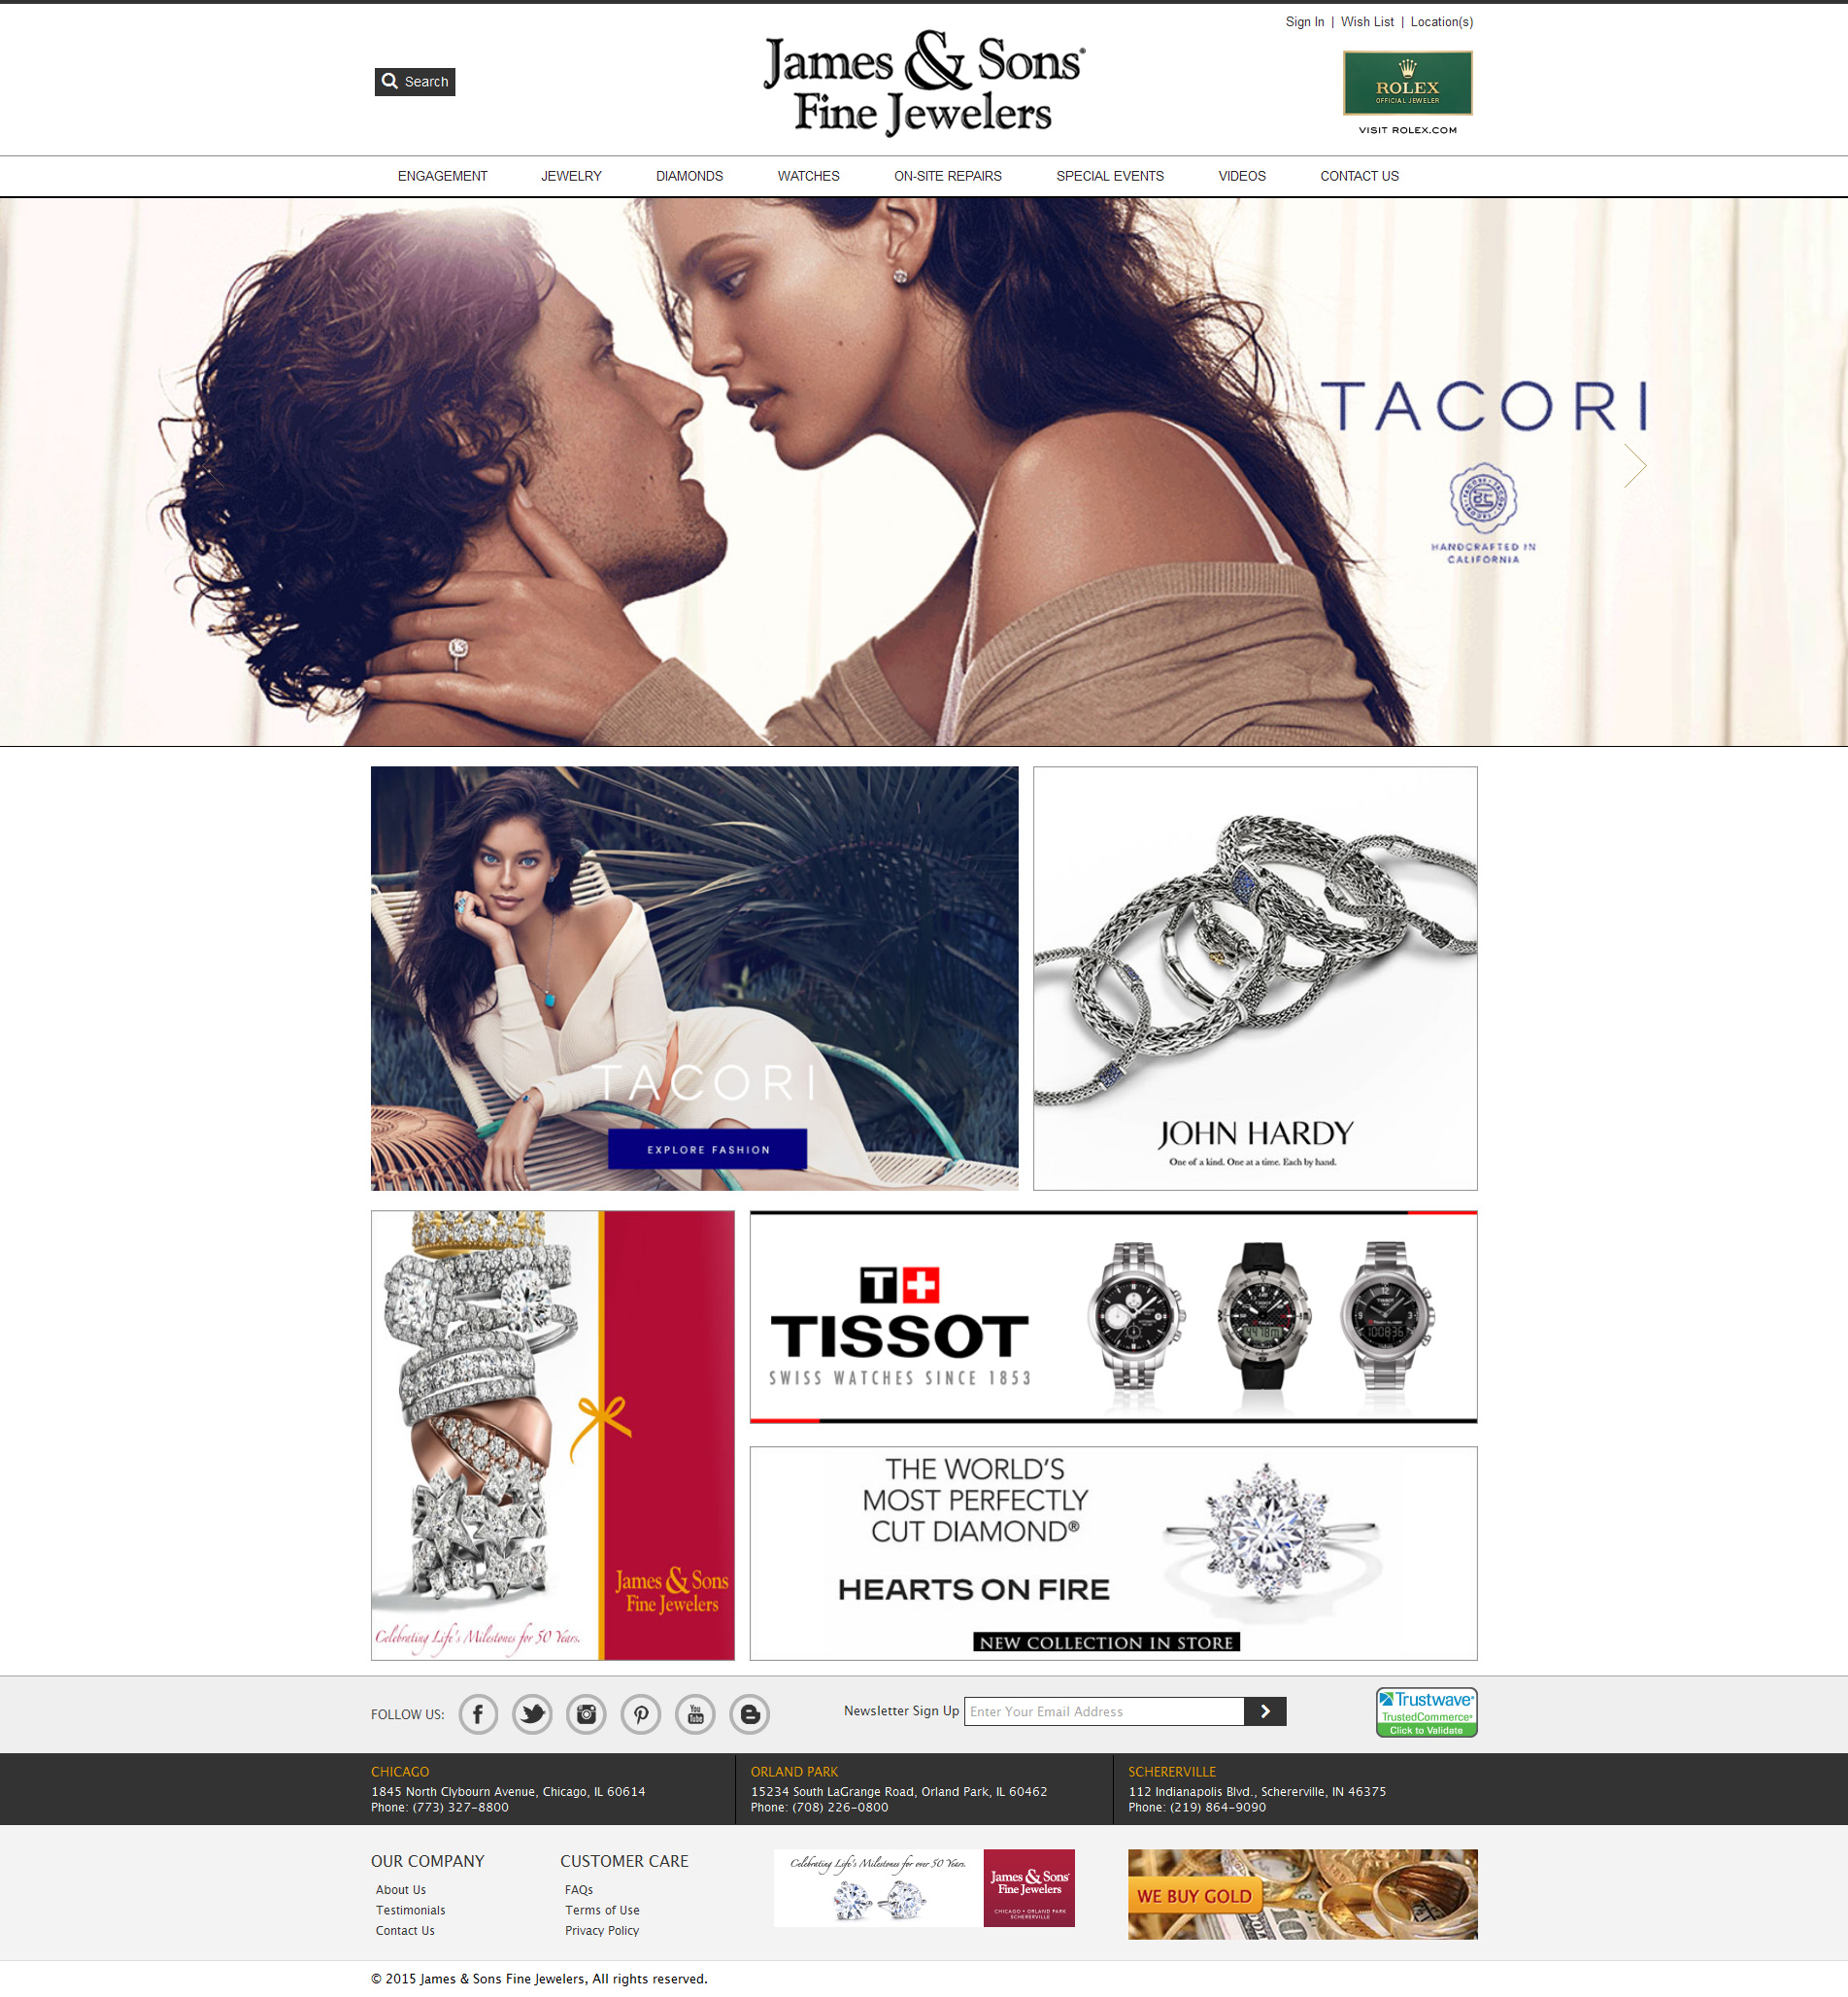 Sign In | Wish List | Location(s)
Search
James & Sons®
Fine Jewelers
ROLEX
OFFICIAL JEWELER
VISIT ROLEX.COM
ENGAGEMENT JEWELRY DIAMONDS WATCHES ON-SITE REPAIRS SPECIAL EVENTS VIDEOS CONTACT US
TACORI
HANDCRAFTED IN
CALIFORNIA
TACORI
EXPLORE FASHION
JOHN HARDY
One of a kind. One at a time. Each by hand.
James & Sons
Fine Jewelers
Celebrating Life's Milestones for 50 Years.
T+
TISSOT
SWISS WATCHES SINCE 1853
THE WORLD'S
MOST PERFECTLY
CUT DIAMOND®
HEARTS ON FIRE
NEW COLLECTION IN STORE
FOLLOW US:
You
Tube
Newsletter Sign Up Enter Your Email Address
Trustwave®
TrustedCommerce®
Click to Validate
CHICAGO
1845 North Clybourn Avenue, Chicago, IL 60614
Phone: (773) 327-8800
ORLAND PARK
15234 South LaGrange Road, Orland Park, IL 60462
Phone: (708) 226-0800
SCHERERVILLE
112 Indianapolis Blvd., Schererville, IN 46375
Phone: (219) 864-9090
OUR COMPANY
About Us
Testimonials
Contact Us
CUSTOMER CARE
FAQs
Terms of Use
Privacy Policy
Celebrating Life's Milestones for over 50 Years.
James & Sons
Fine Jewelers
CHICAGO • ORLAND PARK
SCHERERVILLE
WE BUY GOLD
© 2015 James & Sons Fine Jewelers, All rights reserved.